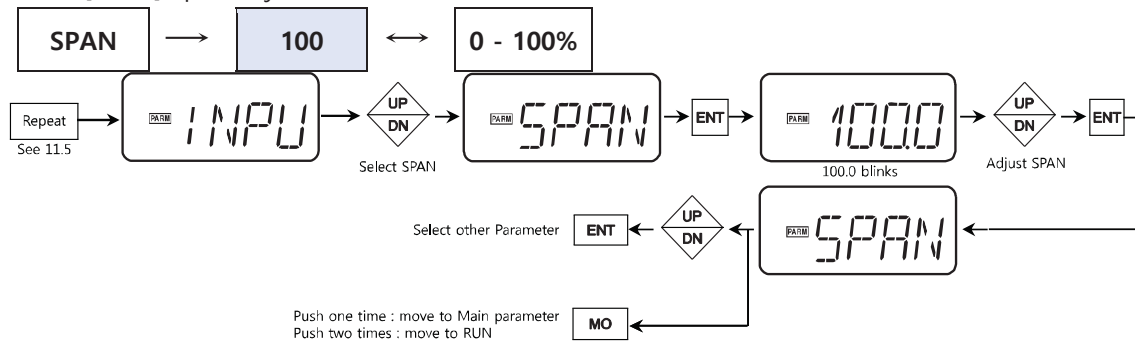 SPAN
100
0 - 100%
Repeat
See 11.5
PARM
INPU
UP
DN
Select SPAN
PARM
SPAN
ENT
PARM
100.0
100.0 blinks
UP
DN
Adjust SPAN
ENT
Select other Parameter
ENT
UP
DN
PARM
SPAN
Push one time : move to Main parameter
Push two times : move to RUN
MO